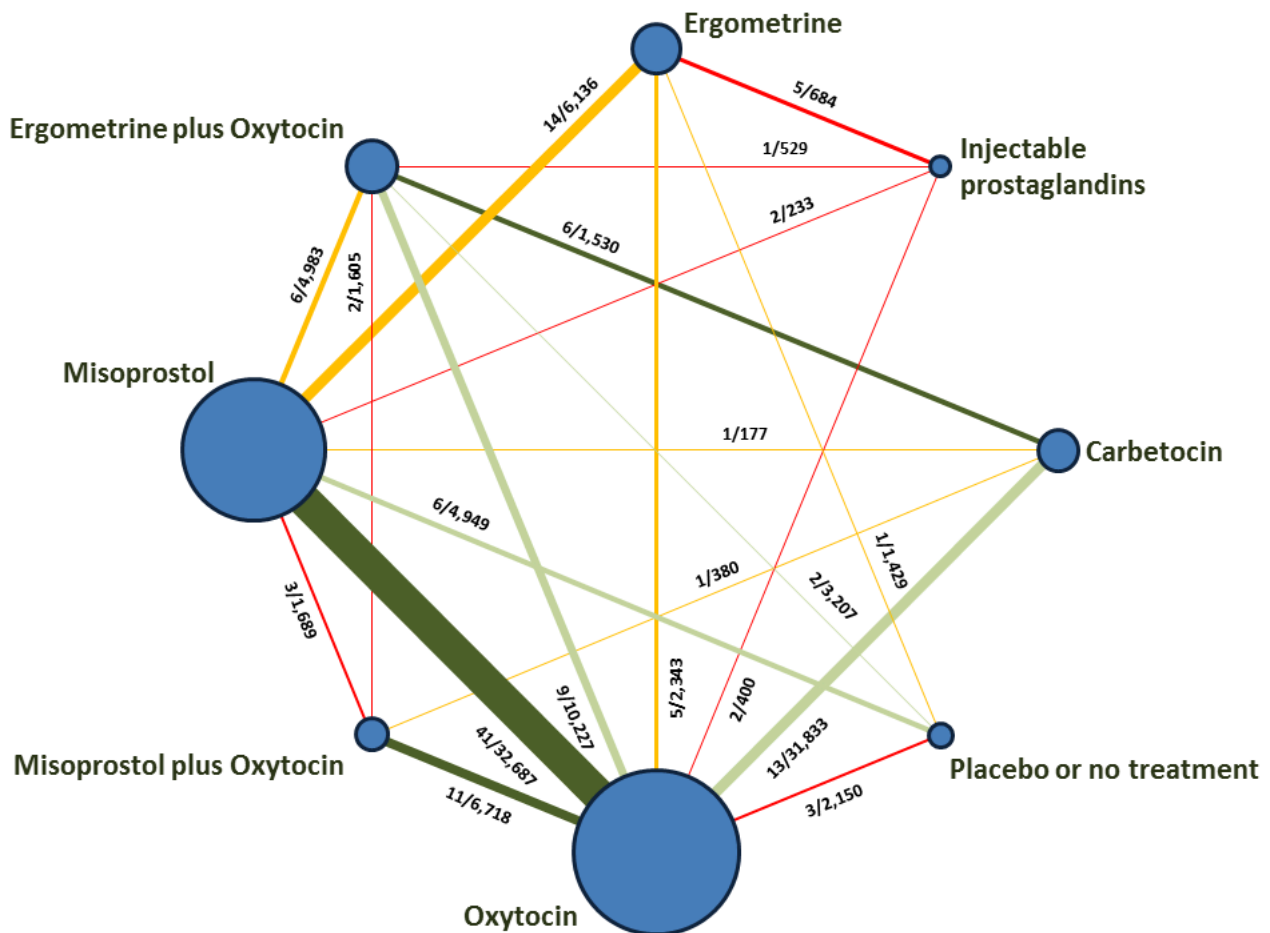 Ergometrine
14/6,136
5/684
Ergometrine plus Oxytocin
1/529
Injectable
prostaglandins
2/233
6/1,530
6/4,983
2/1,605
Misoprostol
1/177
Carbetocin
6/4,949
1/1,429
1/380
2/3,207
3/1,689
9/10,227
5/2,343
2/400
13/31,833
41/32,687
Misoprostol plus Oxytocin
11/6,718
3/2,150
Placebo or no treatment
Oxytocin